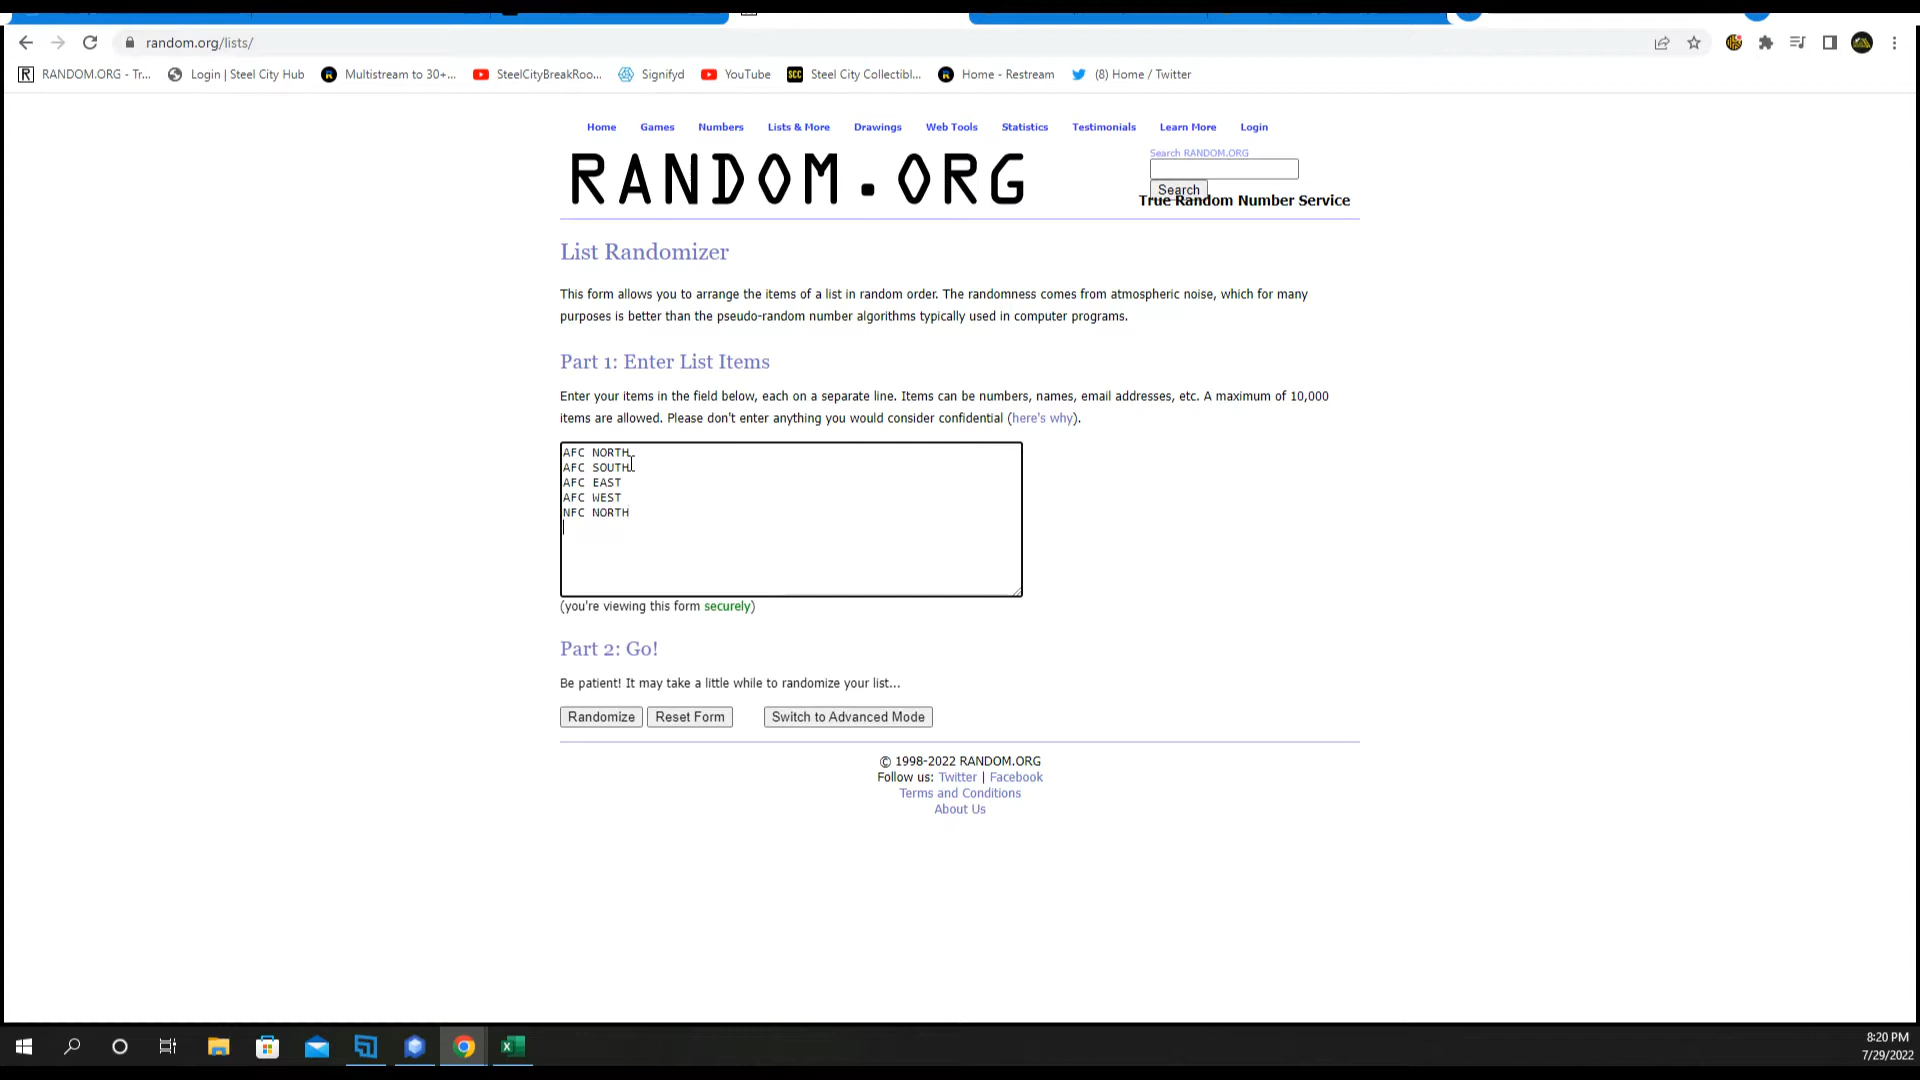 random.org/lists/
RANDOM.ORG - Tr...
Login | Steel City Hub
Multistream to 30+...
SteelCityBreakRoo...
Signifyd
YouTube
SCC
Steel City Collectibl...
Home - Restream
(8) Home / Twitter
Home
Games
Numbers
Lists & More
Drawings
Web Tools
Statistics
Testimonials
Learn More
Login
RANDOM.ORG
Search RANDOM.ORG
Search
True Random Number Service
List Randomizer
This form allows you to arrange the items of a list in random order. The randomness comes from atmospheric noise, which for many
purposes is better than the pseudo-random number algorithms typically used in computer programs.
Part 1: Enter List Items
Enter your items in the field below, each on a separate line. Items can be numbers, names, email addresses, etc. A maximum of 10,000
items are allowed. Please don't enter anything you would consider confidential (here's why).
AFC NORTH
AFC SOUTH
AFC EAST
AFC WEST
NFC NORTH
(you're viewing this form securely)
Part 2: Go!
Be patient! It may take a little while to randomize your list...
Randomize
Reset Form
Switch to Advanced Mode
© 1998-2022 RANDOM.ORG
Follow us: Twitter | Facebook
Terms and Conditions
About Us
8:20 PM
7/29/2022